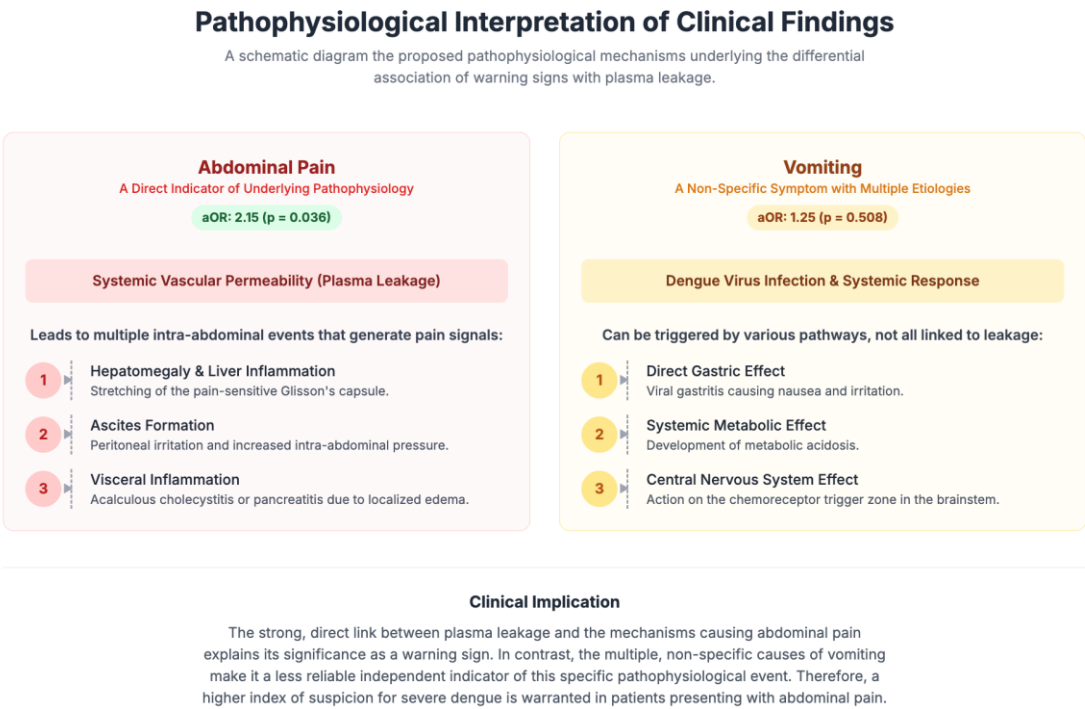 Pathophysiological Interpretation of Clinical Findings
A schematic diagram the proposed pathophysiological mechanisms underlying the differential
association of warning signs with plasma leakage.
Abdominal Pain
A Direct Indicator of Underlying Pathophysiology
aOR: 2.15 (p = 0.036)
Systemic Vascular Permeability (Plasma Leakage)
Leads to multiple intra-abdominal events that generate pain signals:
1
Hepatomegaly & Liver Inflammation
Stretching of the pain-sensitive Glisson's capsule.
2
Ascites Formation
Peritoneal irritation and increased intra-abdominal pressure.
3
Visceral Inflammation
Acalculous cholecystitis or pancreatitis due to localized edema.
Vomiting
A Non-Specific Symptom with Multiple Etiologies
aOR: 1.25 (p = 0.508)
Dengue Virus Infection & Systemic Response
Can be triggered by various pathways, not all linked to leakage:
1
Direct Gastric Effect
Viral gastritis causing nausea and irritation.
2
Systemic Metabolic Effect
Development of metabolic acidosis.
3
Central Nervous System Effect
Action on the chemoreceptor trigger zone in the brainstem.
Clinical Implication
The strong, direct link between plasma leakage and the mechanisms causing abdominal pain
explains its significance as a warning sign. In contrast, the multiple, non-specific causes of vomiting
make it a less reliable independent indicator of this specific pathophysiological event. Therefore, a
higher index of suspicion for severe dengue is warranted in patients presenting with abdominal pain.